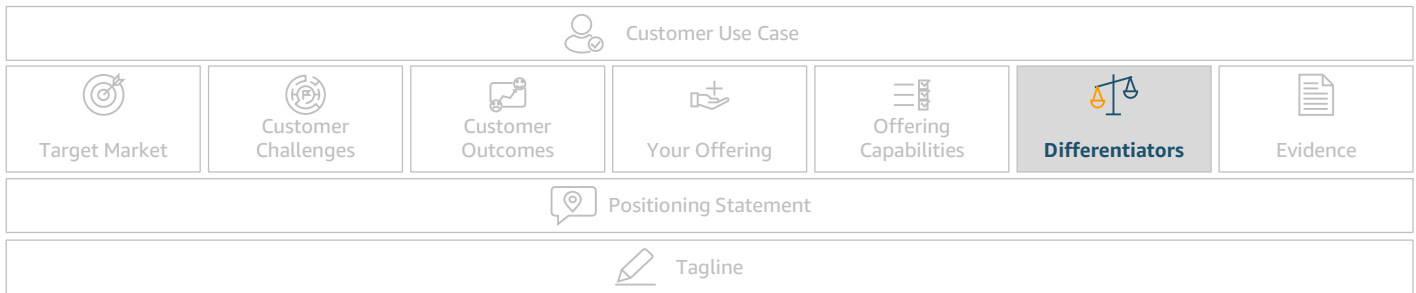 Customer Use Case
Target Market
Customer
Challenges
Customer
Outcomes
Your Offering
Offering
Capabilities
Differentiators
Evidence
Positioning Statement
Tagline